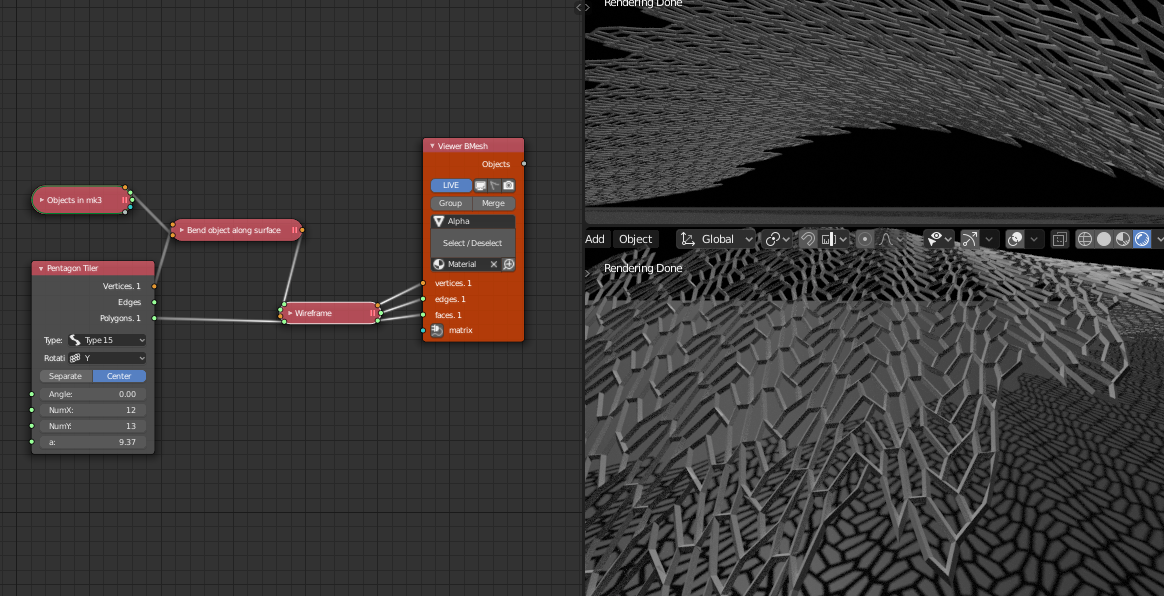 Rendering Done
Viewer BMesh
Objects
LIVE
Group Merge
Alpha
Select / Deselect
Material
vertices. 1
edges. 1
faces. 1
matrix
Objects in mk3
Bend object along surface
Pentagon Tiler
Vertices. 1
Edges
Polygons. 1
Type: Type 15
Rotati Y
Separate Center
Angle: 0.00
NumX: 12
NumY: 13
a: 9.37
Wireframe
Add Object Global
Rendering Done